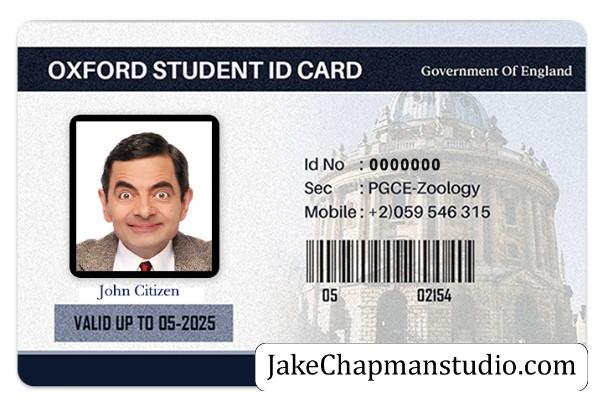 OXFORD STUDENT ID CARD
Government Of England
Id No : 0000000
Sec : PGCE-Zoology
Mobile : +2)059 546 315
05 02154
John Citizen
VALID UP TO 05-2025
JakeChapmanstudio.com